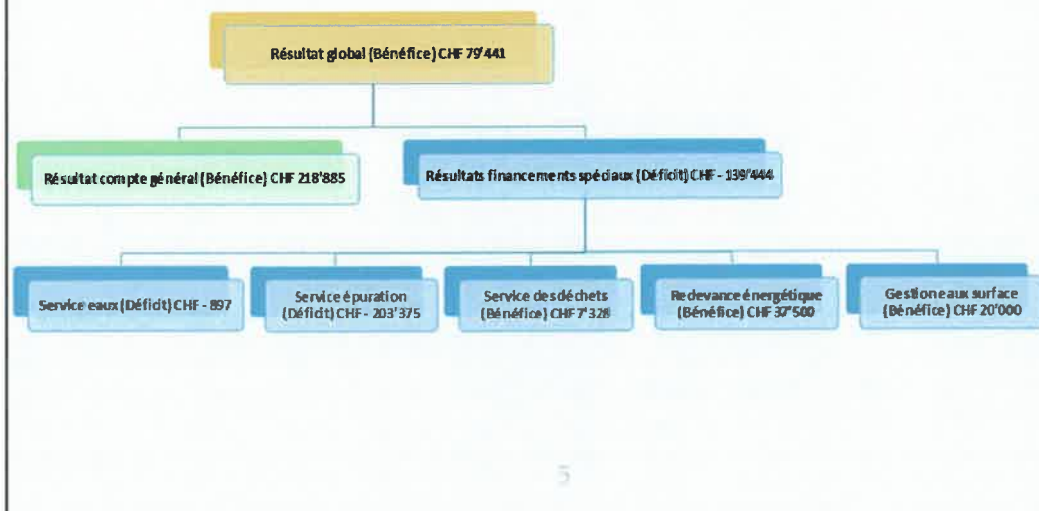 Résultat global (Bénéfice) CHF 79'441
Résultat compte général (Bénéfice) CHF 218'885
Résultats financements spéciaux (Déficit) CHF - 139'444
Service eaux (Déficit) CHF - 897
Service épuration
(Déficit) CHF - 203'375
Service des déchets
(Bénéfice) CHF 7'328
Redevance énergétique
(Bénéfice) CHF 37'500
Gestion eaux surface
(Bénéfice) CHF 20'000
5